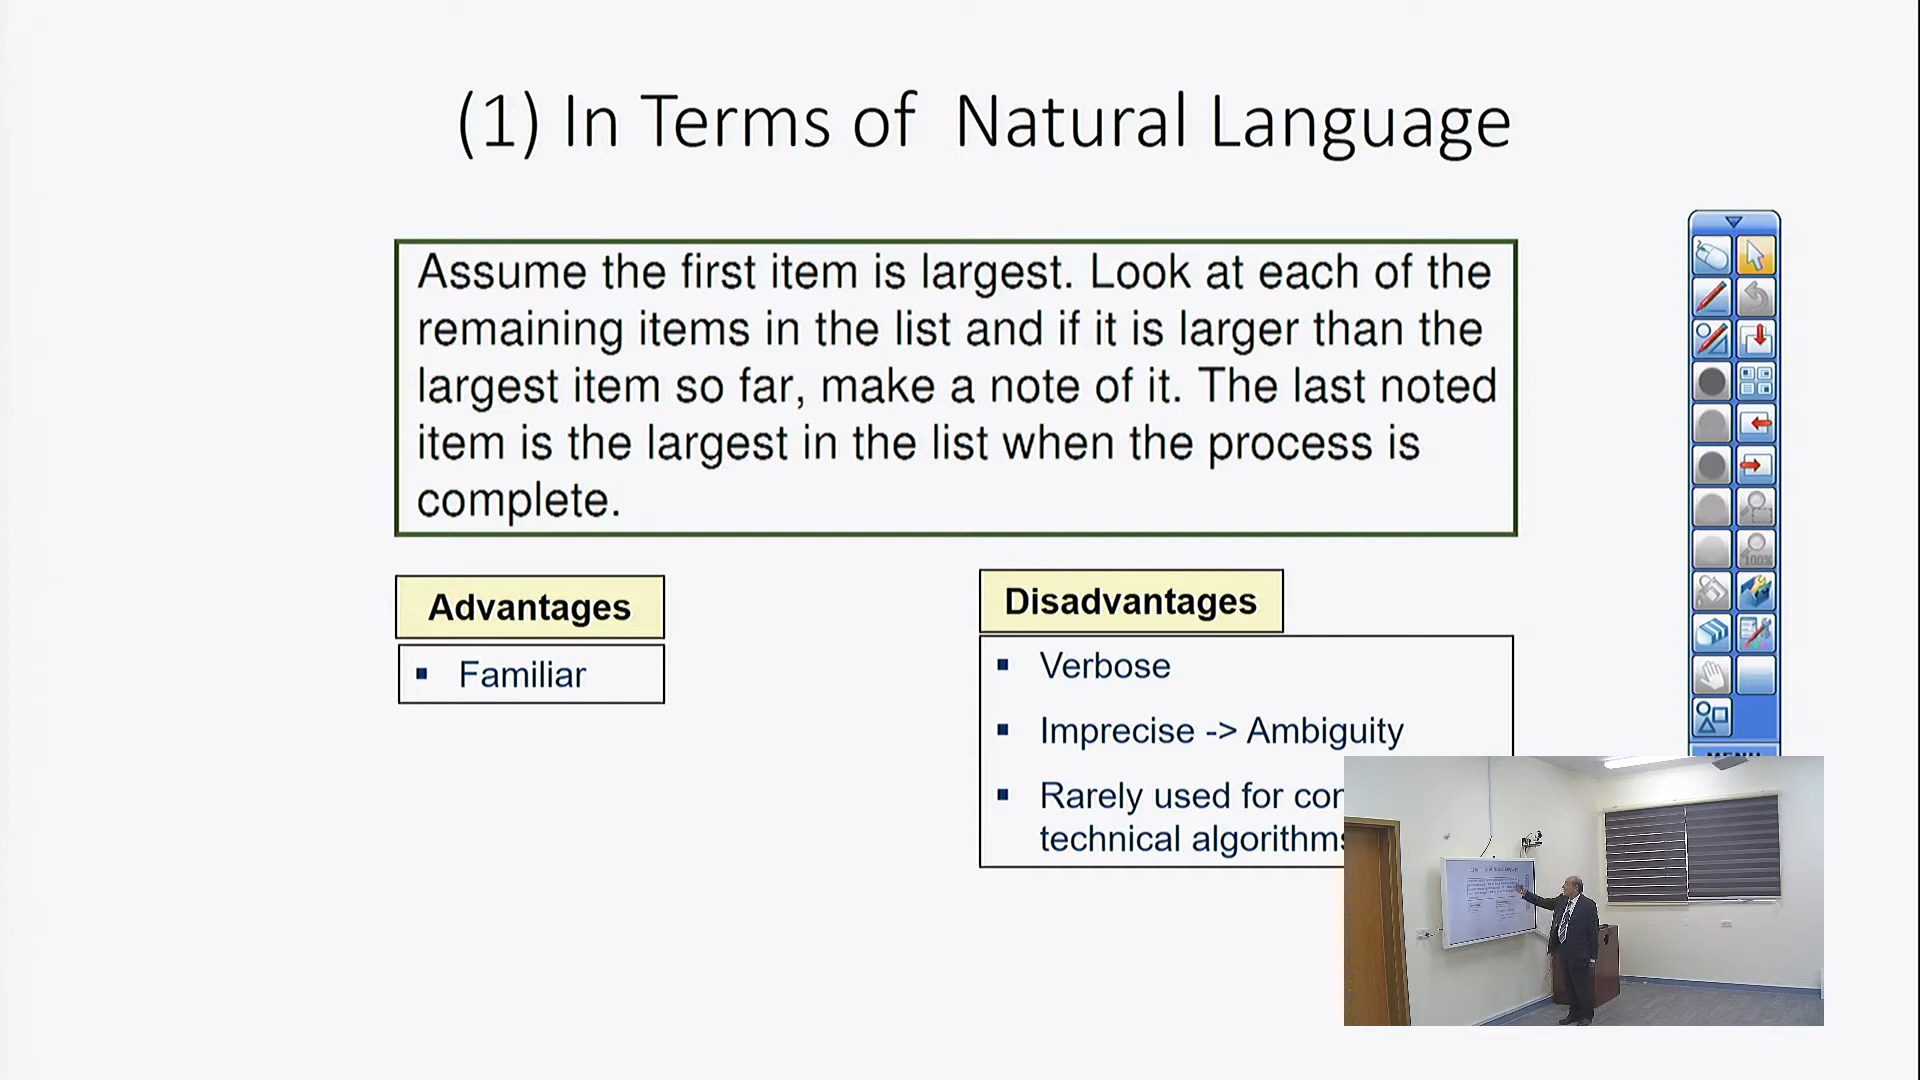 (1) In Terms of Natural Language
Assume the first item is largest. Look at each of the
remaining items in the list and if it is larger than the
largest item so far, make a note of it. The last noted
item is the largest in the list when the process is
complete.
Advantages
▪ Familiar
Disadvantages
▪ Verbose
▪ Imprecise -> Ambiguity
▪ Rarely used for
technical algorithms
100%
MENU